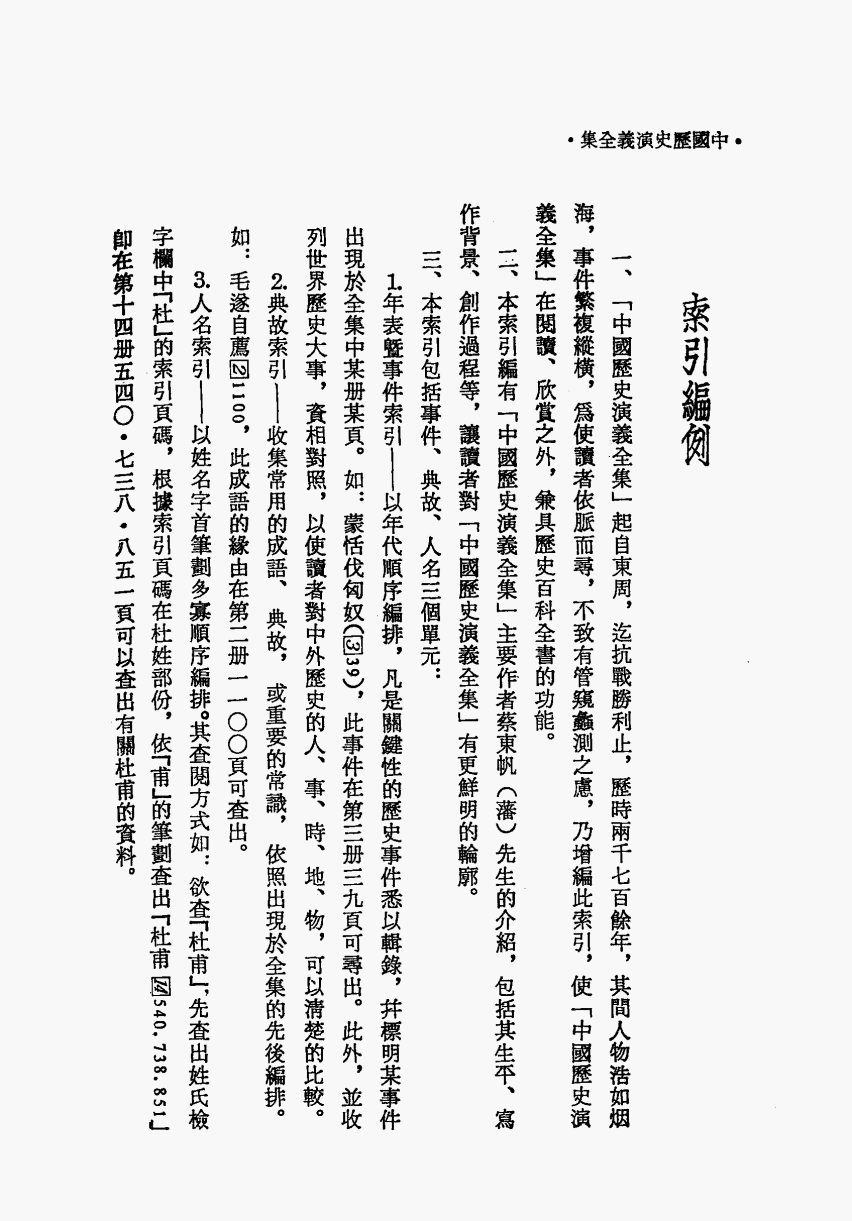 •中國歷史演義全集•
索引編例
一、「中國歷史演義全集」起自東周，迄抗戰勝利止，歷時兩千七百餘年，其間人物浩如烟
海，事件繁複縱橫，爲使讀者依脈而尋，不致有管窺蠡測之慮，乃增編此索引，使「中國歷史演
義全集」在閱讀、欣賞之外，兼具歷史百科全書的功能。
二、本索引編有「中國歷史演義全集」主要作者蔡東帆（藩）先生的介紹，包括其生平、寫
作背景、創作過程等，讓讀者對「中國歷史演義全集」有更鮮明的輪廓。
三、本索引包括事件、典故、人名三個單元：
1.年表暨事件索引——以年代順序編排，凡是關鍵性的歷史事件悉以輯錄，幷標明某事件
出現於全集中某册某頁。如：蒙恬伐匈奴（3 39），此事件在第三册三九頁可尋出。此外，並收
列世界歷史大事，資相對照，以使讀者對中外歷史的人、事、時、地、物，可以清楚的比較。
2.典故索引——收集常用的成語、典故，或重要的常識，依照出現於全集的先後編排。
如：毛遂自薦2 1100，此成語的緣由在第二册一一〇〇頁可查出。
3.人名索引——以姓名字首筆劃多寡順序編排。其查閱方式如：欲查「杜甫」，先查出姓氏檢
字欄中「杜」的索引頁碼，根據索引頁碼在杜姓部份，依「甫」的筆劃查出「杜甫14 540.738.851」
卽在第十四册五四〇•七三八•八五一頁可以查出有關杜甫的資料。